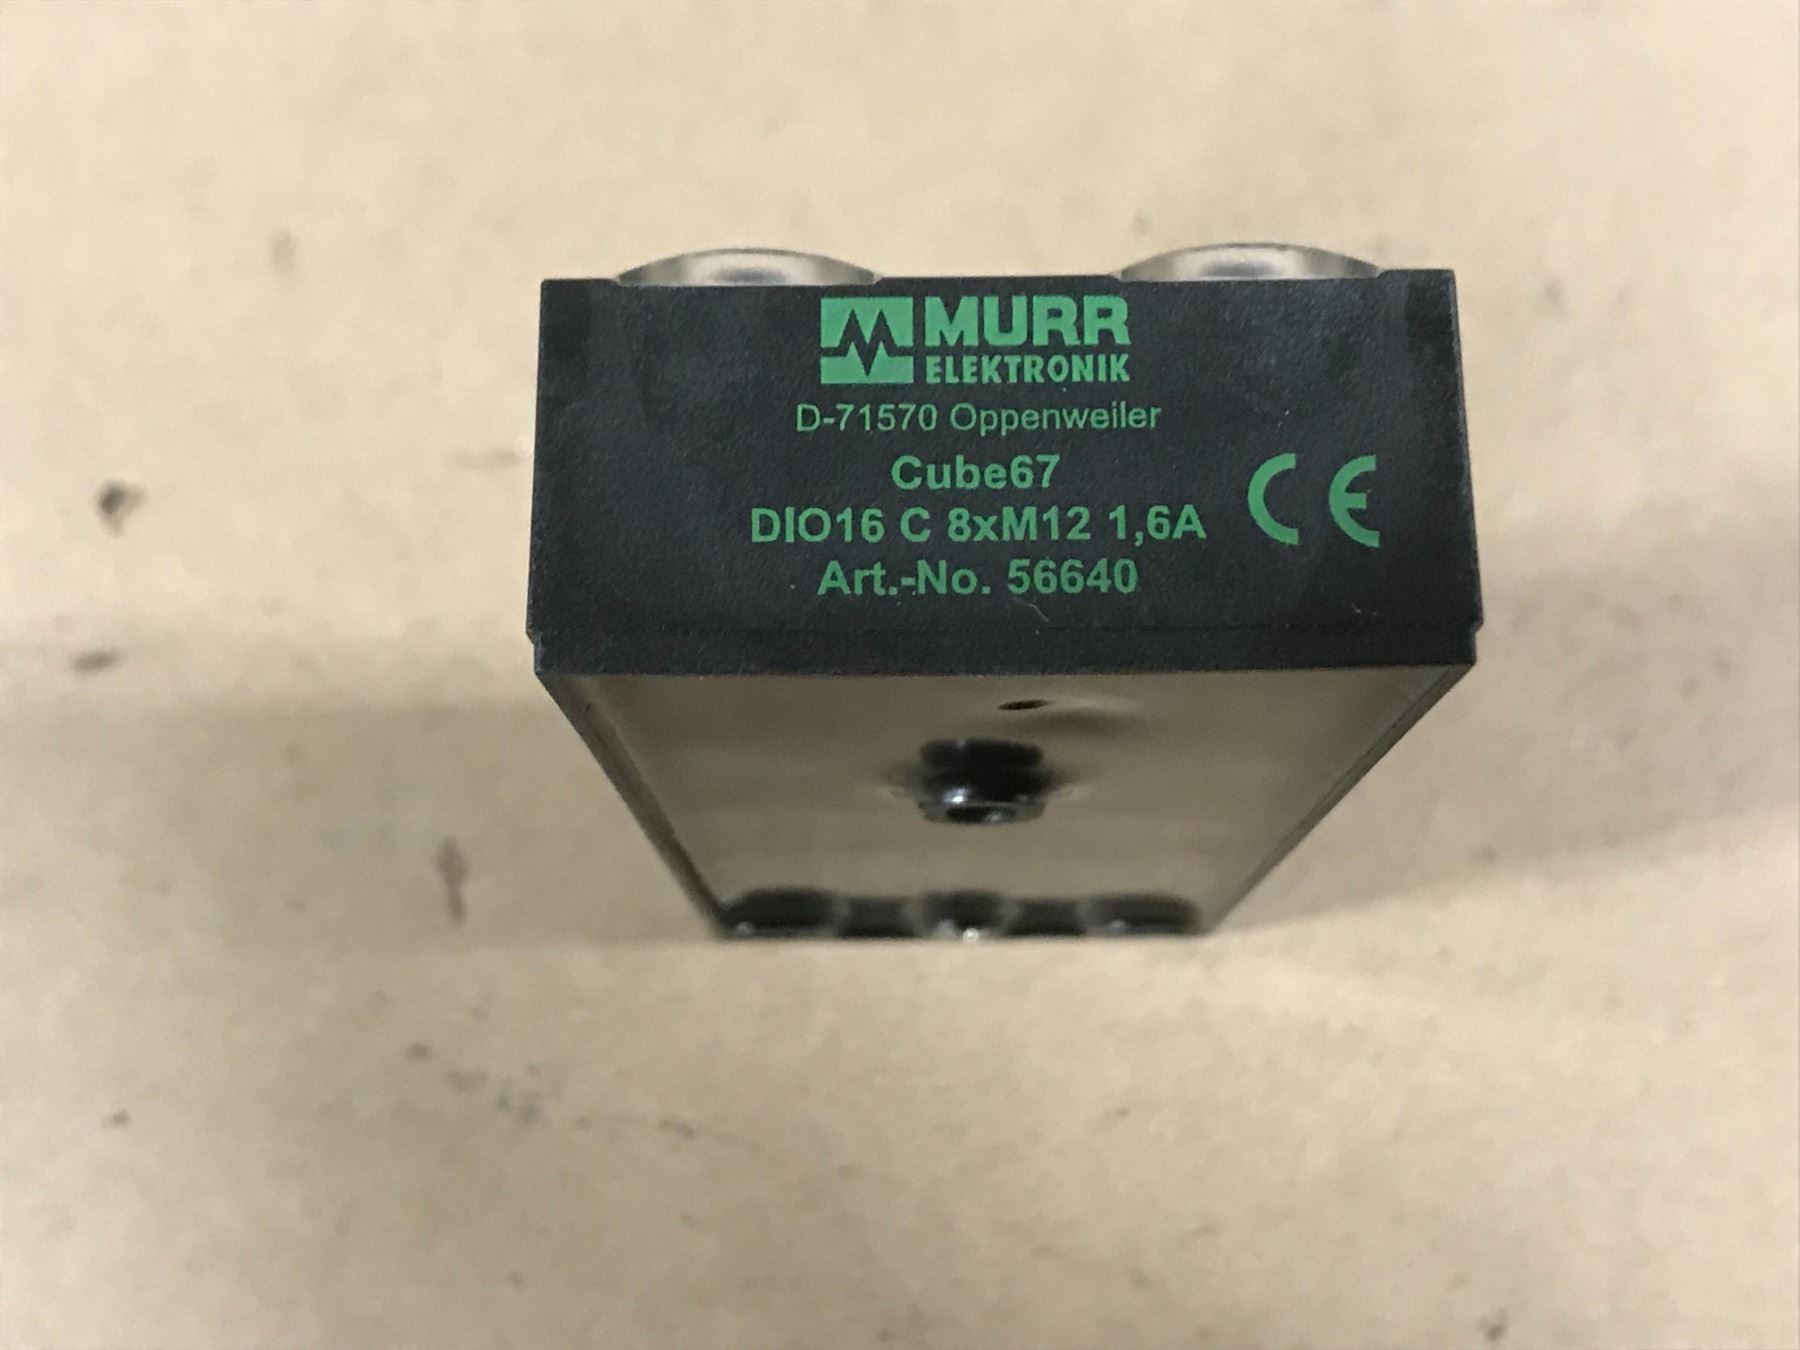 MURR
ELEKTRONIK
D-71570 Oppenweiler
Cube67
DIO16 C 8xM12 1,6A
Art.-No. 56640
CE